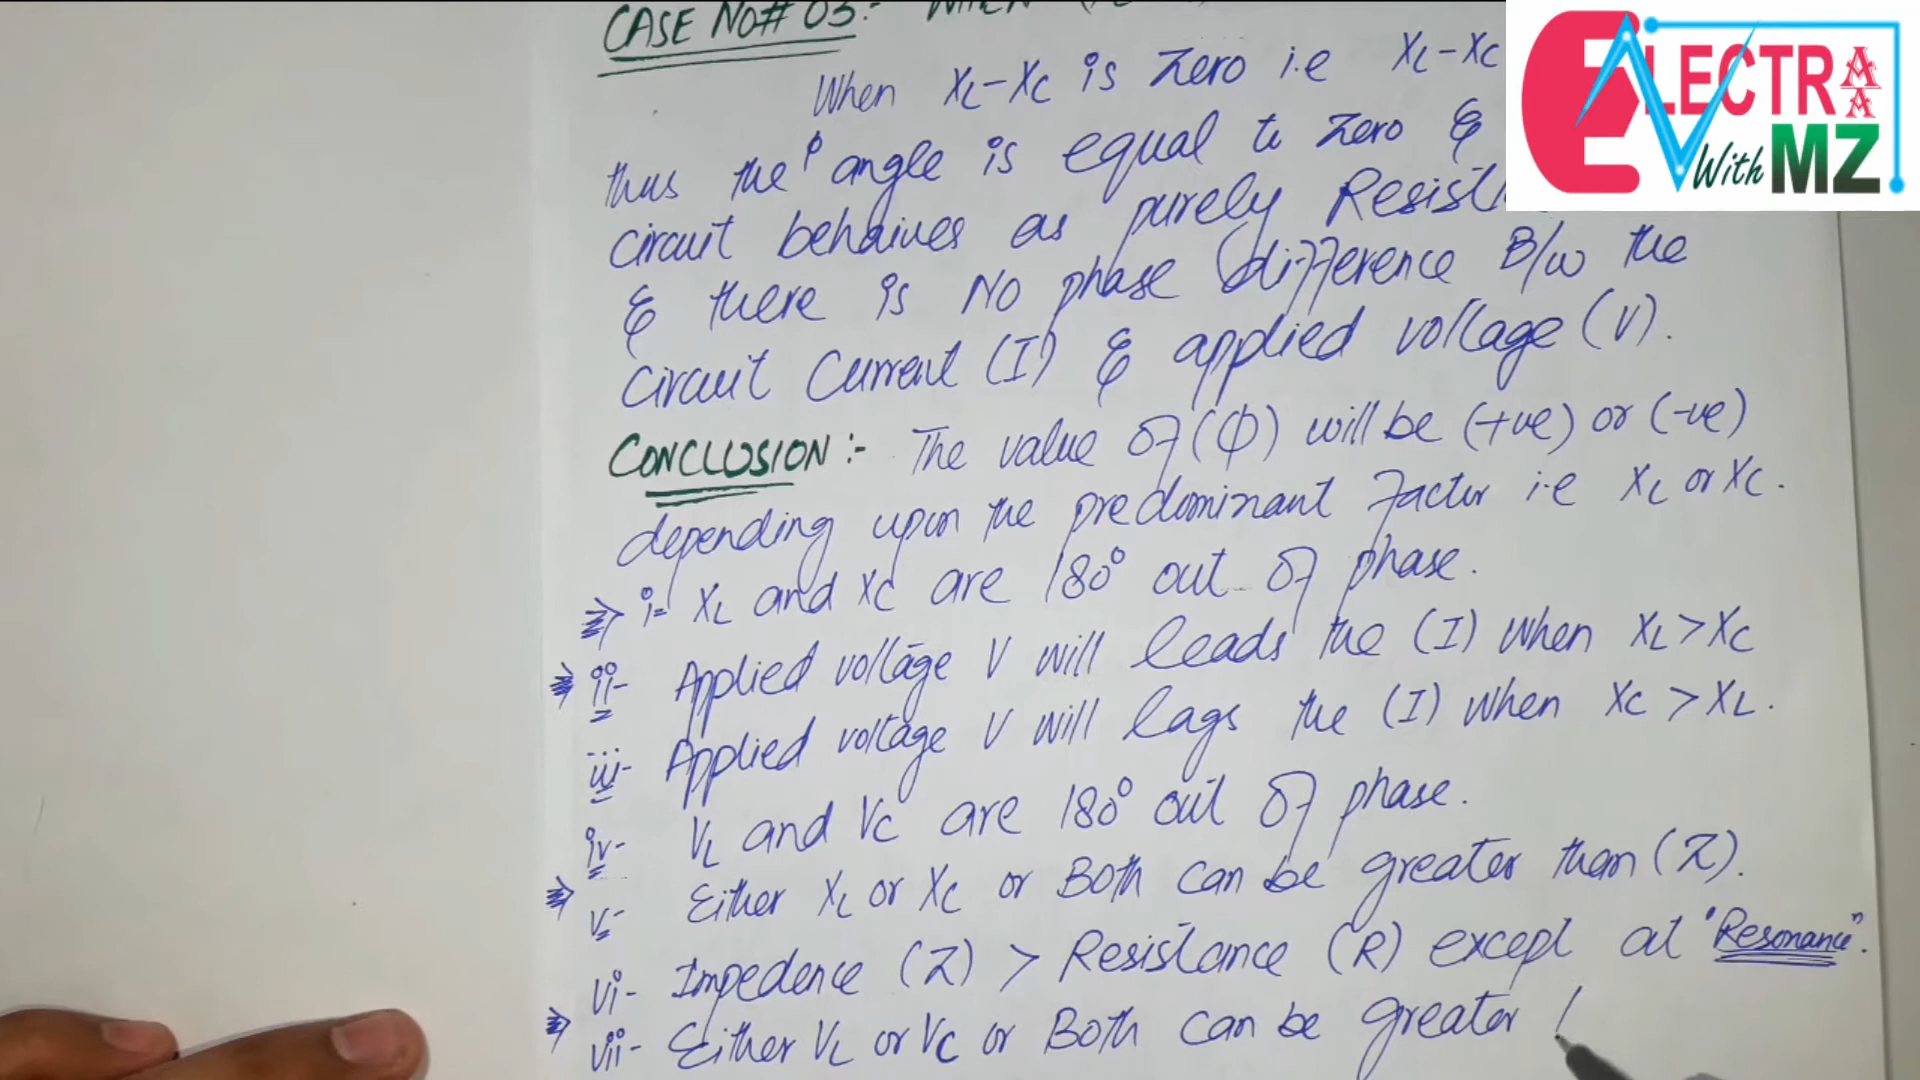 CASE NO# 03:- WHEN
When XL-XC is Zero i.e XL-XC
thus the φ angle is equal to Zero &
circuit behaives as purely Resist
& there is No phase difference B/w the
Circuit Current (I) & applied voltage (V).
CONCLUSION:- The value of (φ) will be (+ve) or (-ve)
depending upon the predominant Factor i.e XL or XC.
i- XL and XC are 180° out of phase.
ii- Applied voltage V will leads the (I) when XL > XC
iii- Applied voltage V will lags the (I) when XC > XL.
iv- VL and VC are 180° out of phase.
v- Either XL or XC or Both can be greater than (Z).
vi- Impedence (Z) > Resistance (R) except at "Resonance".
vii- Either VL or VC or Both can be greater
ELECTRAAA
With MZ